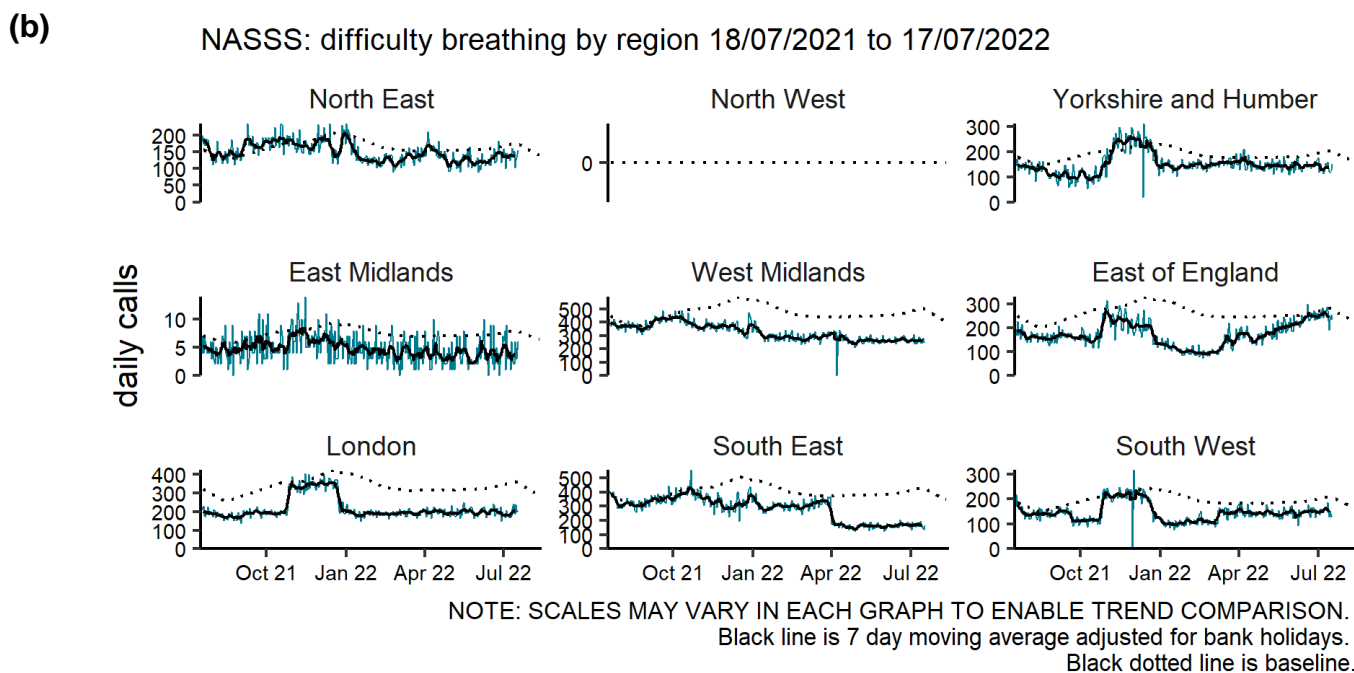 (b)
NASSS: difficulty breathing by region 18/07/2021 to 17/07/2022
North East
North West
Yorkshire and Humber
200
150
100
50
0
0
300
200
100
0
daily calls
East Midlands
West Midlands
East of England
10
5
0
500
400
300
200
100
0
300
200
100
0
London
South East
South West
400
300
200
100
0
500
400
300
200
100
0
300
200
100
0
Oct 21 Jan 22 Apr 22 Jul 22
Oct 21 Jan 22 Apr 22 Jul 22
Oct 21 Jan 22 Apr 22 Jul 22
NOTE: SCALES MAY VARY IN EACH GRAPH TO ENABLE TREND COMPARISON.
Black line is 7 day moving average adjusted for bank holidays.
Black dotted line is baseline.